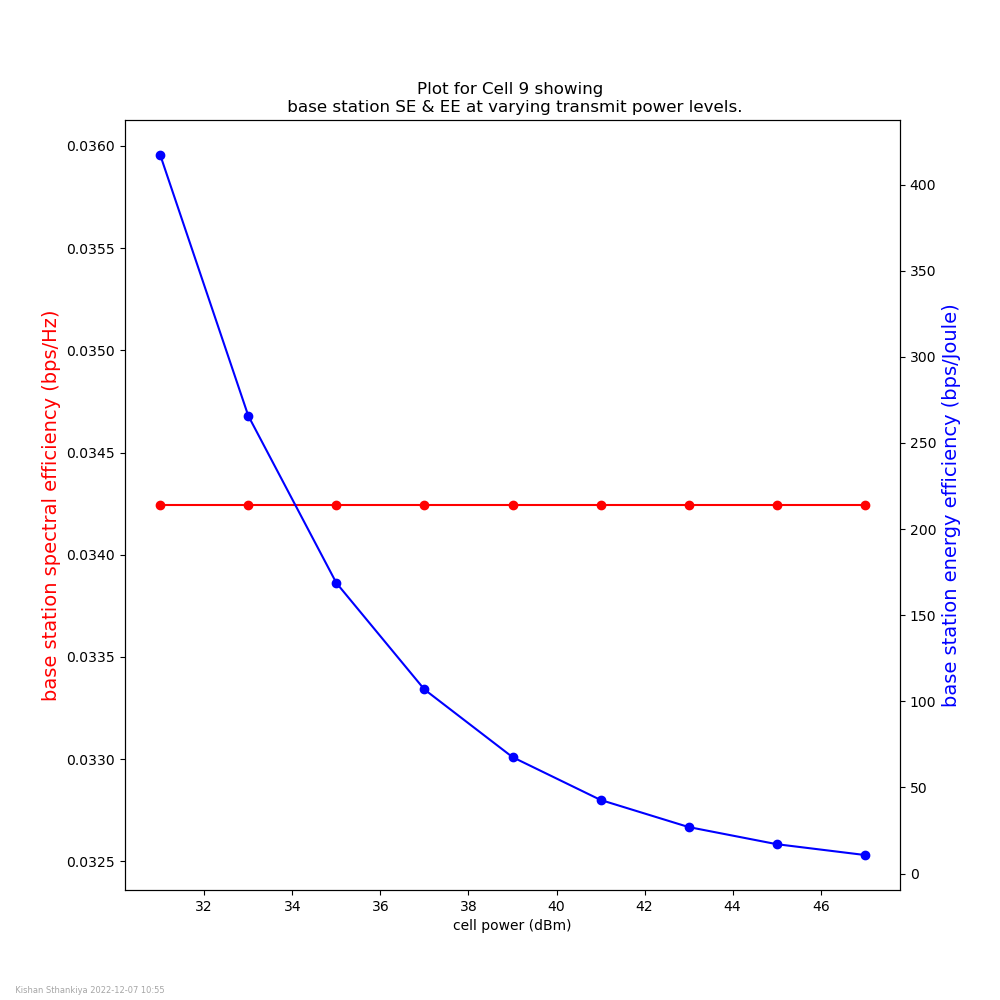 Plot for Cell 9 showing
base station SE & EE at varying transmit power levels.
base station spectral efficiency (bps/Hz)
0.0360
0.0355
0.0350
0.0345
0.0340
0.0335
0.0330
0.0325
400
350
300
250
200
150
100
50
0
base station energy efficiency (bps/Joule)
32 34 36 38 40 42 44 46
cell power (dBm)
Kishan Sthankiya 2022-12-07 10:55